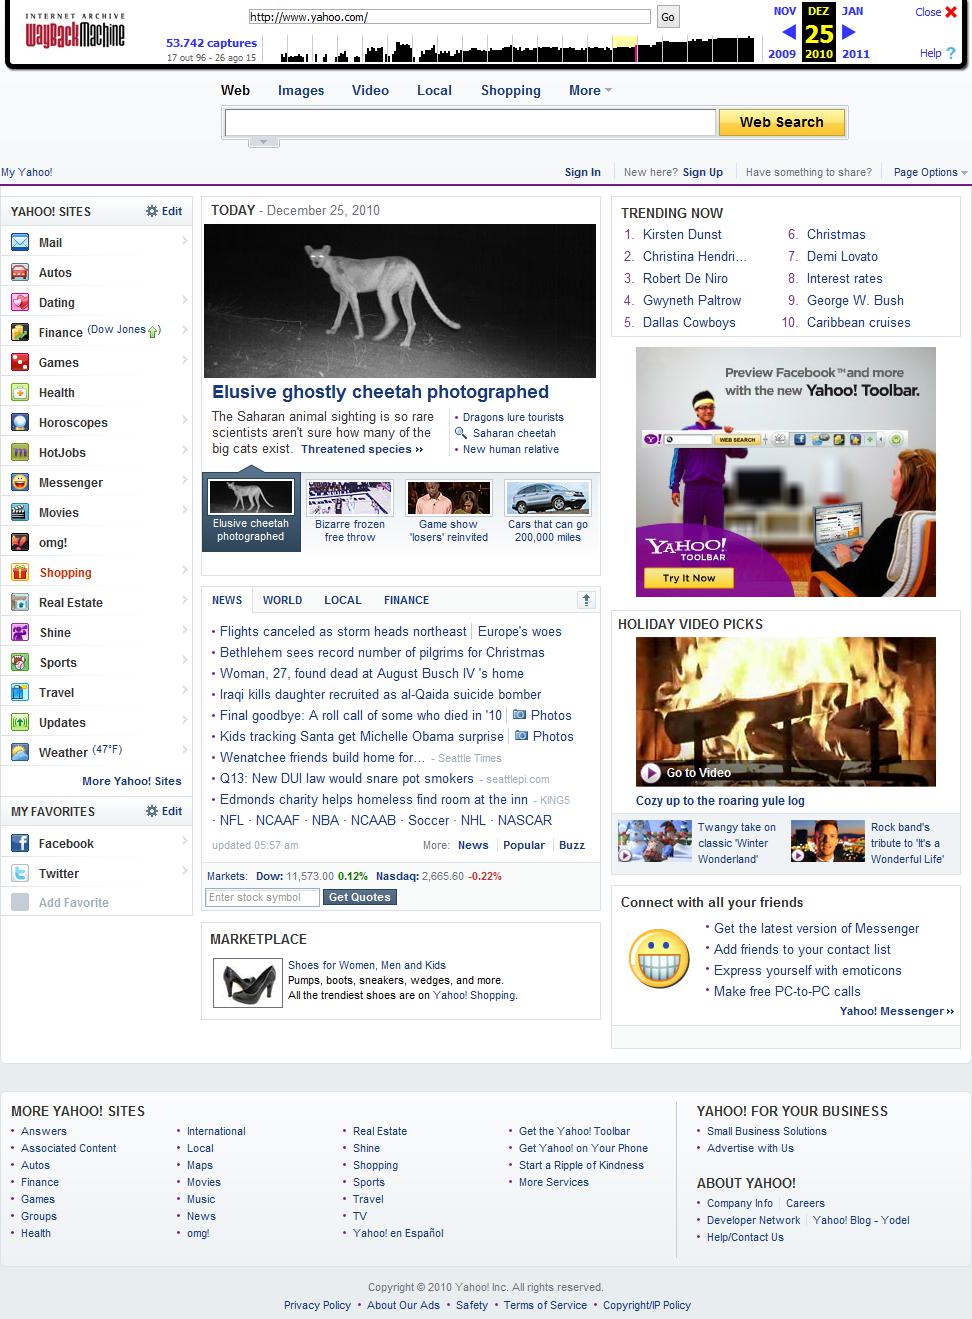 INTERNET ARCHIVE
WayBackMachine
http://www.yahoo.com/
Go
53.742 captures
17 out 96 - 26 ago 15
NOV DEZ JAN
25
2009 2010 2011
Close
Help ?
Web Images Video Local Shopping More
Web Search
My Yahoo!
Sign In New here? Sign Up Have something to share? Page Options
YAHOO! SITES Edit
Mail
Autos
Dating
Finance (Dow Jones )
Games
Health
Horoscopes
HotJobs
Messenger
Movies
omg!
Shopping
Real Estate
Shine
Sports
Travel
Updates
Weather (47°F)
More Yahoo! Sites
MY FAVORITES Edit
Facebook
Twitter
Add Favorite
TODAY - December 25, 2010
Elusive ghostly cheetah photographed
The Saharan animal sighting is so rare
scientists aren't sure how many of the
big cats exist. Threatened species ››
• Dragons lure tourists
Saharan cheetah
• New human relative
Elusive cheetah
photographed
Bizarre frozen
free throw
Game show
'losers' reinvited
Cars that can go
200,000 miles
NEWS WORLD LOCAL FINANCE
• Flights canceled as storm heads northeast | Europe's woes
• Bethlehem sees record number of pilgrims for Christmas
• Woman, 27, found dead at August Busch IV 's home
• Iraqi kills daughter recruited as al-Qaida suicide bomber
• Final goodbye: A roll call of some who died in '10 | Photos
• Kids tracking Santa get Michelle Obama surprise | Photos
• Wenatchee friends build home for... - Seattle Times
• Q13: New DUI law would snare pot smokers - seattlepi.com
• Edmonds charity helps homeless find room at the inn - KING5
· NFL · NCAAF · NBA · NCAAB · Soccer · NHL · NASCAR
updated 05:57 am More: News | Popular | Buzz
Markets: Dow: 11,573.00 0.12% Nasdaq: 2,665.60 -0.22%
Enter stock symbol Get Quotes
MARKETPLACE
Shoes for Women, Men and Kids
Pumps, boots, sneakers, wedges, and more.
All the trendiest shoes are on Yahoo! Shopping.
TRENDING NOW
1. Kirsten Dunst
2. Christina Hendri...
3. Robert De Niro
4. Gwyneth Paltrow
5. Dallas Cowboys
6. Christmas
7. Demi Lovato
8. Interest rates
9. George W. Bush
10. Caribbean cruises
Preview Facebook™ and more
with the new Yahoo! Toolbar.
Y! WEB SEARCH
YAHOO!
TOOLBAR
Try It Now
HOLIDAY VIDEO PICKS
Go to Video
Cozy up to the roaring yule log
Twangy take on
classic 'Winter
Wonderland'
Rock band's
tribute to 'It's a
Wonderful Life'
Connect with all your friends
• Get the latest version of Messenger
• Add friends to your contact list
• Express yourself with emoticons
• Make free PC-to-PC calls
Yahoo! Messenger ››
MORE YAHOO! SITES
• Answers
• Associated Content
• Autos
• Finance
• Games
• Groups
• Health
• International
• Local
• Maps
• Movies
• Music
• News
• omg!
• Real Estate
• Shine
• Shopping
• Sports
• Travel
• TV
• Yahoo! en Español
• Get the Yahoo! Toolbar
• Get Yahoo! on Your Phone
• Start a Ripple of Kindness
• More Services
YAHOO! FOR YOUR BUSINESS
• Small Business Solutions
• Advertise with Us
ABOUT YAHOO!
• Company Info | Careers
• Developer Network | Yahoo! Blog - Yodel
• Help/Contact Us
Copyright © 2010 Yahoo! Inc. All rights reserved.
Privacy Policy • About Our Ads • Safety • Terms of Service • Copyright/IP Policy